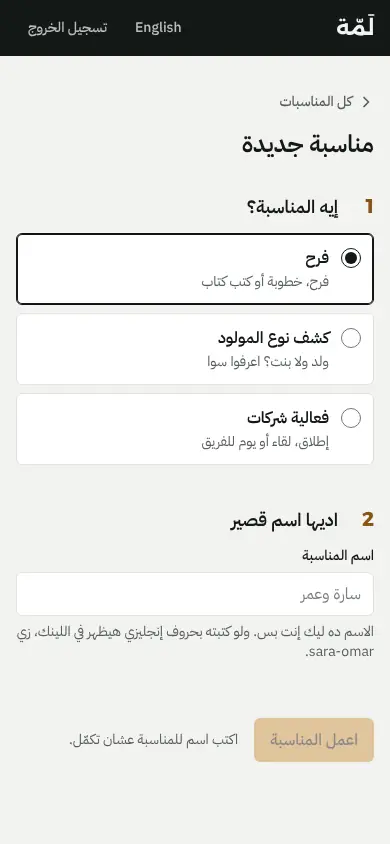 لَمّة
English
تسجيل الخروج
كل المناسبات
مناسبة جديدة
1 إيه المناسبة؟
فرح
فرح، خطوبة أو كتب كتاب
كشف نوع المولود
ولد ولا بنت؟ اعرفوا سوا
فعالية شركات
إطلاق، لقاء أو يوم للفريق
2 اديها اسم قصير
اسم المناسبة
سارة وعمر
الاسم ده ليك إنت بس. ولو كتبته بحروف إنجليزي هيظهر في اللينك، زي
sara-omar.
اعمل المناسبة
اكتب اسم للمناسبة عشان تكمّل.